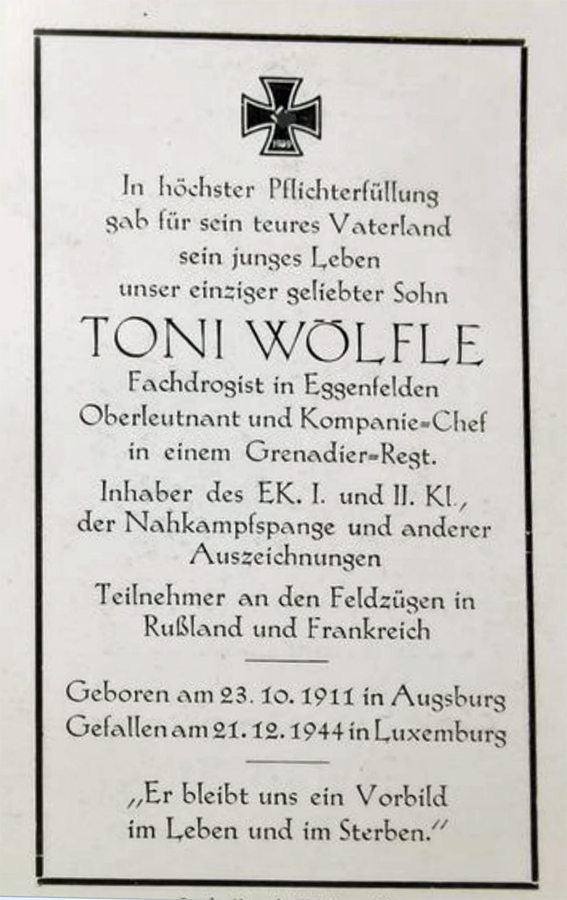 In höchster Pflichterfüllung
gab für sein teures Vaterland
sein junges Leben
unser einziger geliebter Sohn
TONI WÖLFLE
Fachdrogist in Eggenfelden
Oberleutnant und Kompanie=Chef
in einem Grenadier=Regt.
Inhaber des EK. I. und II. Kl.,
der Nahkampfspange und anderer
Auszeichnungen
Teilnehmer an den Feldzügen in
Rußland und Frankreich
Geboren am 23. 10. 1911 in Augsburg
Gefallen am 21. 12. 1944 in Luxemburg
„Er bleibt uns ein Vorbild
im Leben und im Sterben.“